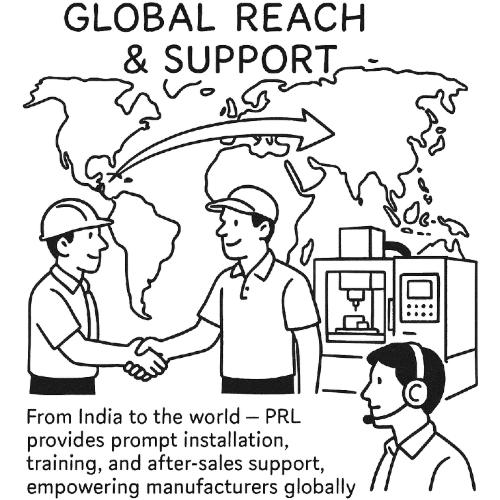 GLOBAL REACH
& SUPPORT
From India to the world – PRL
provides prompt installation,
training, and after-sales support,
empowering manufacturers globally